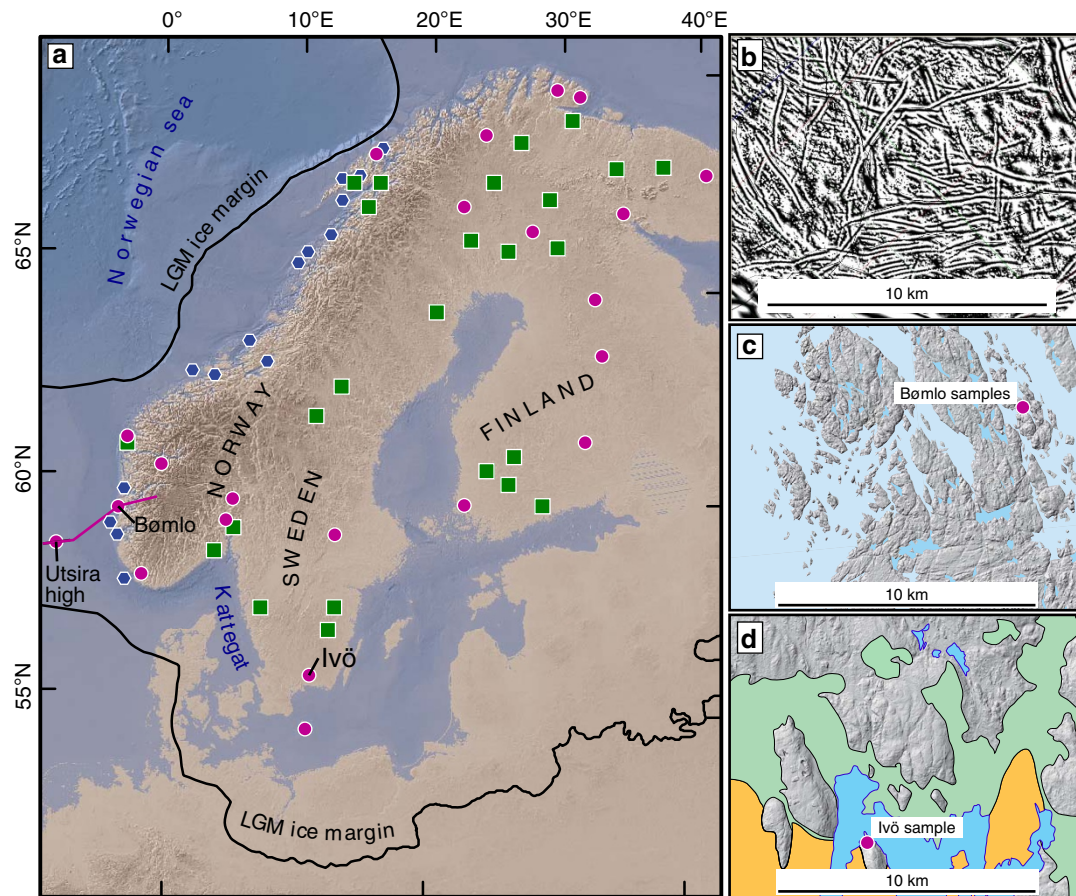 0° 10°E 20°E 30°E 40°E
a
Norwegian sea
LGM ice margin
65°N
NORWAY
FINLAND
60°N
SWEDEN
Bømlo
Utsira
high
Kattegat
Ivö
55°N
LGM ice margin
b
10 km
c
Bømlo samples
10 km
d
Ivö sample
10 km